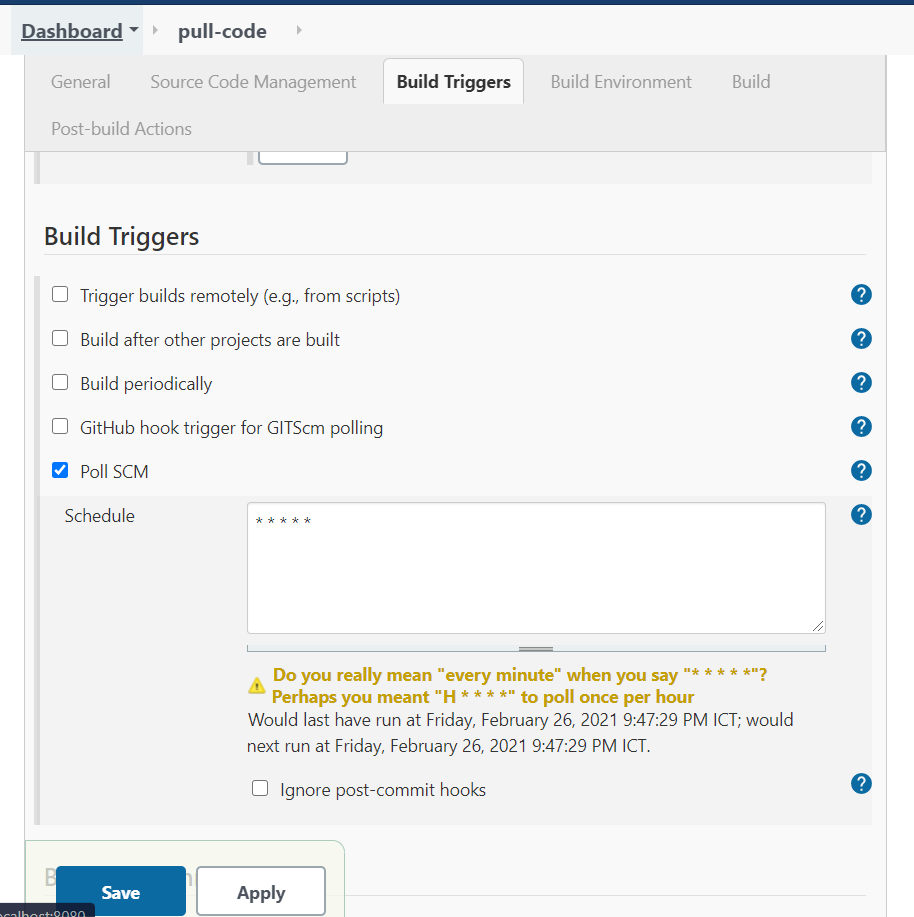 Dashboard pull-code
General Source Code Management Build Triggers Build Environment Build
Post-build Actions
Build Triggers
Trigger builds remotely (e.g., from scripts)
Build after other projects are built
Build periodically
GitHub hook trigger for GITScm polling
Poll SCM
Schedule
* * * * *
Do you really mean "every minute" when you say "* * * * *"?
Perhaps you meant "H * * * *" to poll once per hour
Would last have run at Friday, February 26, 2021 9:47:29 PM ICT; would
next run at Friday, February 26, 2021 9:47:29 PM ICT.
Ignore post-commit hooks
Save Apply